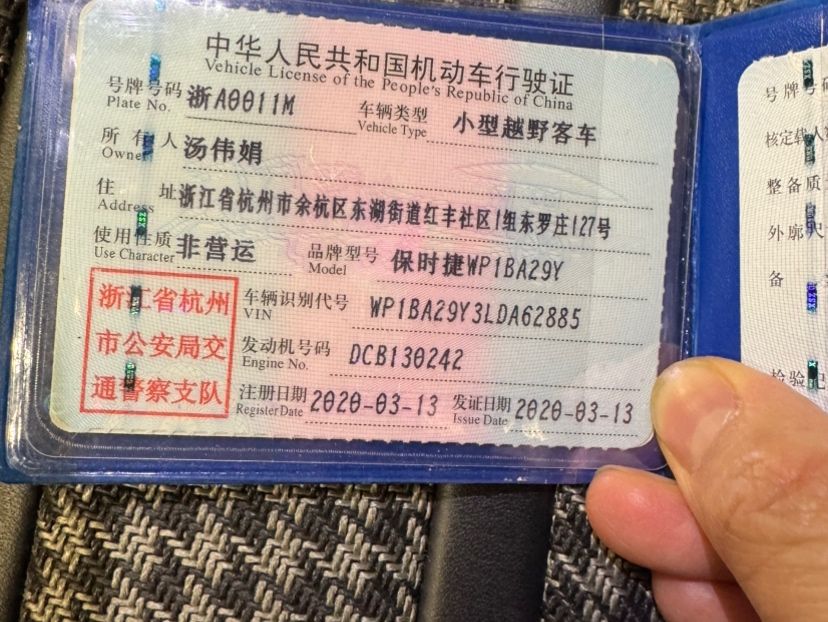 中华人民共和国机动车行驶证
Vehicle License of the People's Republic of China
号牌号码 浙A0011M 车辆类型 小型越野客车
Plate No. Vehicle Type
所有人 汤伟娟
Owner
住址 浙江省杭州市余杭区东湖街道红丰社区1组东罗庄127号
Address
使用性质 非营运 品牌型号 保时捷WP1BA29Y
Use Character Model
浙江省杭州
市公安局交
通警察支队
车辆识别代号 WP1BA29Y3LDA62885
VIN
发动机号码 DCB130242
Engine No.
注册日期 2020-03-13 发证日期 2020-03-13
Register Date Issue Date
号牌号码
核定载人
整备质
外廓尺
备
检验记